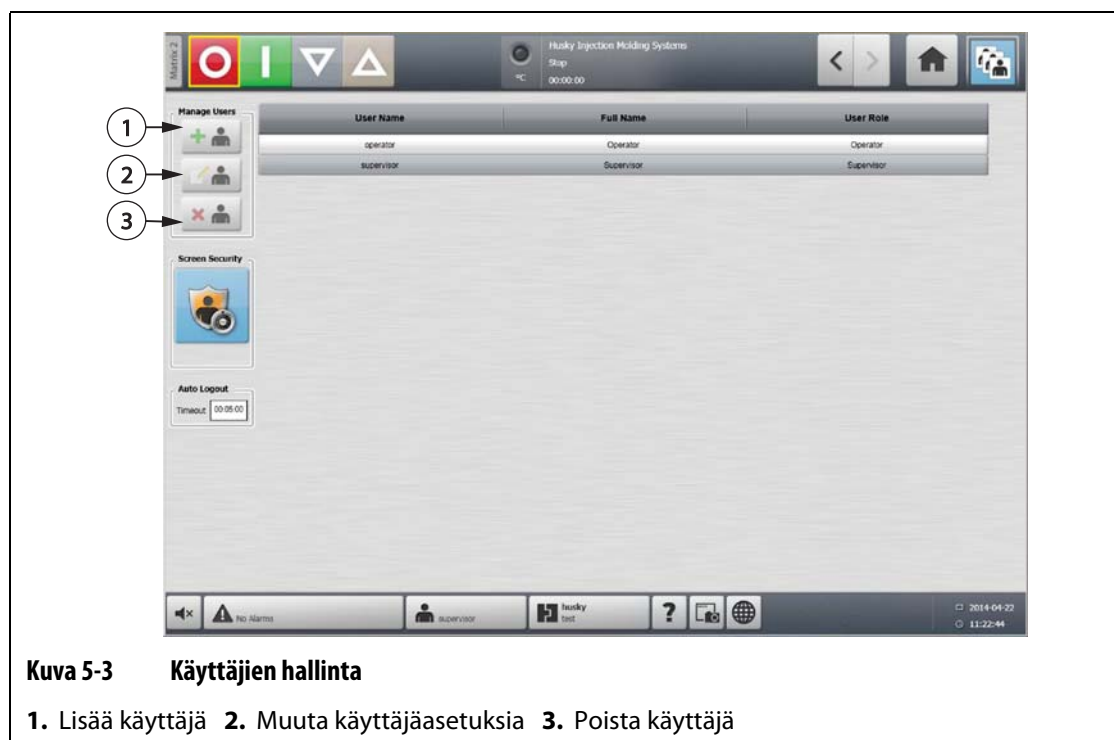 Matrix 2
Husky Injection Molding Systems
Stop
°C 00:00:00
Manage Users
User Name Full Name User Role
operator Operator Operator
supervisor Supervisor Supervisor
1
2
3
Screen Security
Auto Logout
Timeout 00:05:00
No Alarms
supervisor
husky
test
?
2014-04-22
11:22:44
Kuva 5-3 Käyttäjien hallinta
1. Lisää käyttäjä 2. Muuta käyttäjäasetuksia 3. Poista käyttäjä